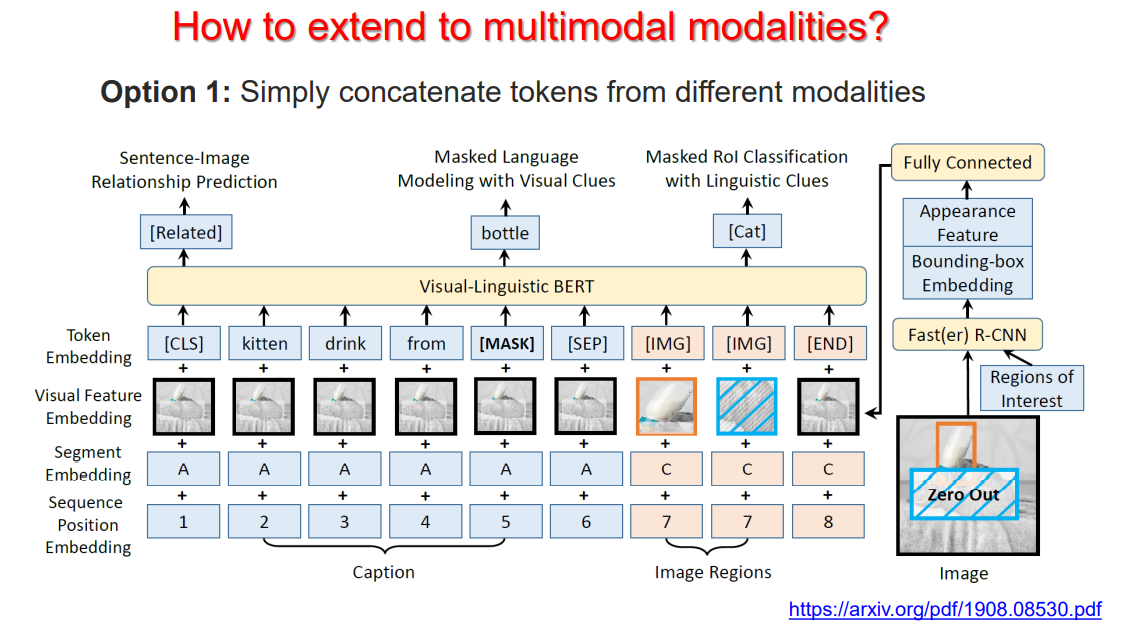 How to extend to multimodal modalities?
Option 1: Simply concatenate tokens from different modalities
Sentence-Image
Relationship Prediction
Masked Language
Modeling with Visual Clues
Masked RoI Classification
with Linguistic Clues
Fully Connected
[Related]
bottle
[Cat]
Appearance
Feature
Bounding-box
Embedding
Visual-Linguistic BERT
Fast(er) R-CNN
Regions of
Interest
Token
Embedding
[CLS] kitten drink from [MASK] [SEP] [IMG] [IMG] [END]
+ + + + + + + + +
Visual Feature
Embedding
+ + + + + + + + +
Segment
Embedding
A A A A A A C C C
+ + + + + + + + +
Sequence
Position
Embedding
1 2 3 4 5 6 7 7 8
Zero Out
Caption
Image Regions
Image
https://arxiv.org/pdf/1908.08530.pdf